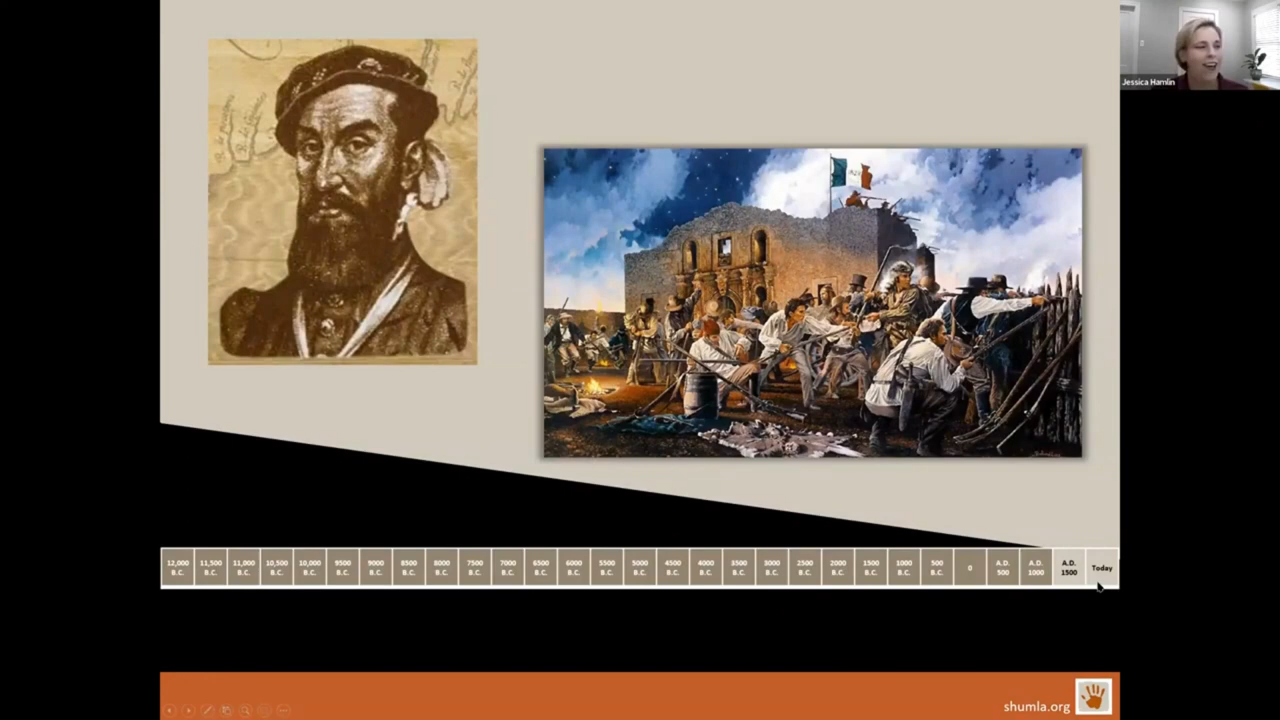 Jessica Hamlin
12,000 B.C.
11,500 B.C.
11,000 B.C.
10,500 B.C.
10,000 B.C.
9500 B.C.
9000 B.C.
8500 B.C.
8000 B.C.
7500 B.C.
7000 B.C.
6500 B.C.
6000 B.C.
5500 B.C.
5000 B.C.
4500 B.C.
4000 B.C.
3500 B.C.
3000 B.C.
2500 B.C.
2000 B.C.
1500 B.C.
1000 B.C.
500 B.C.
0
A.D. 500
A.D. 1000
A.D. 1500
Today
shumla.org